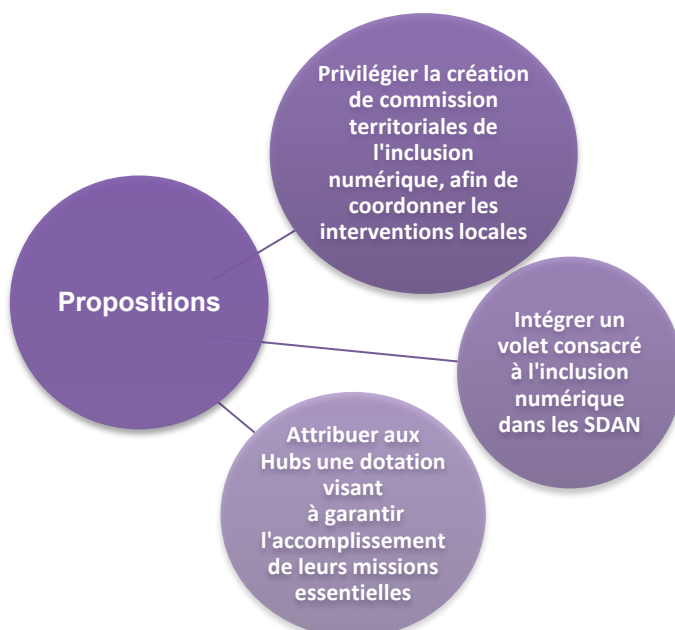 Privilégier la création
de commission
territoriales de
l'inclusion
numérique, afin de
coordonner les
interventions locales
Propositions
Intégrer un
volet consacré
à l'inclusion
numérique
dans les SDAN
Attribuer aux
Hubs une dotation
visant
à garantir
l'accomplissement
de leurs missions
essentielles